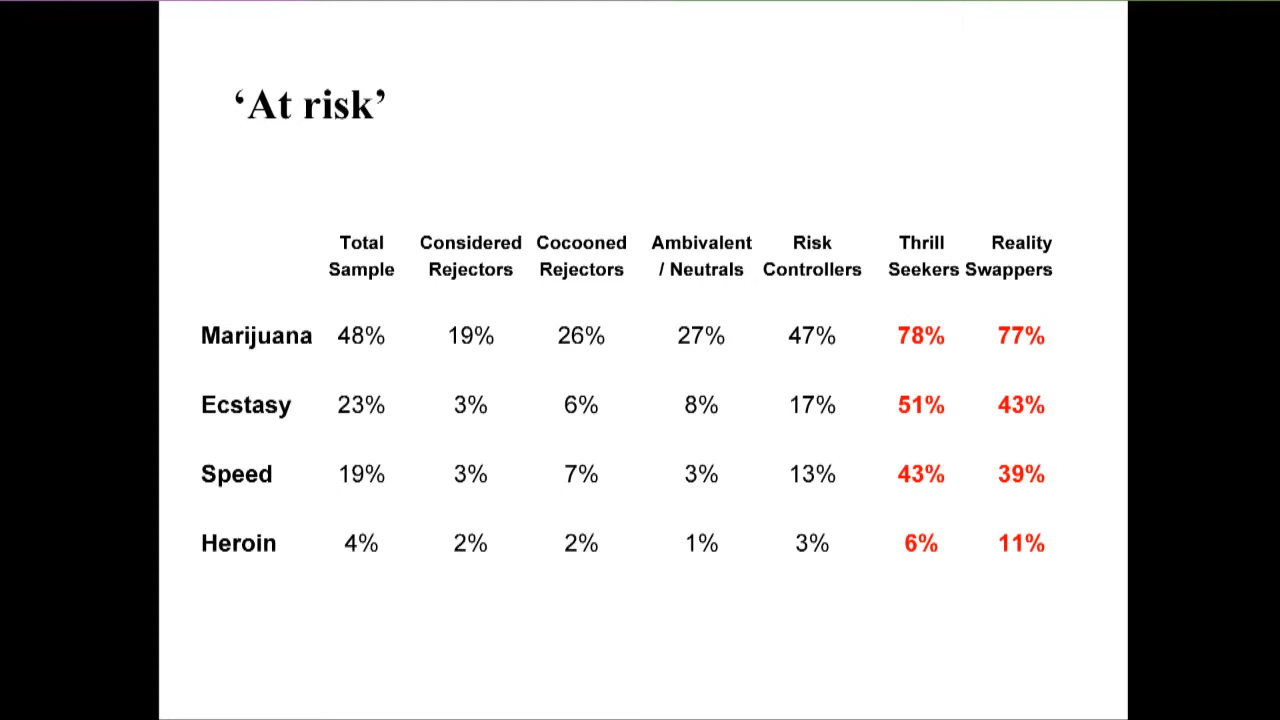 ‘At risk’
Total Considered Cocooned Ambivalent Risk Thrill Reality
Sample Rejectors Rejectors / Neutrals Controllers Seekers Swappers
Marijuana 48% 19% 26% 27% 47% 78% 77%
Ecstasy 23% 3% 6% 8% 17% 51% 43%
Speed 19% 3% 7% 3% 13% 43% 39%
Heroin 4% 2% 2% 1% 3% 6% 11%